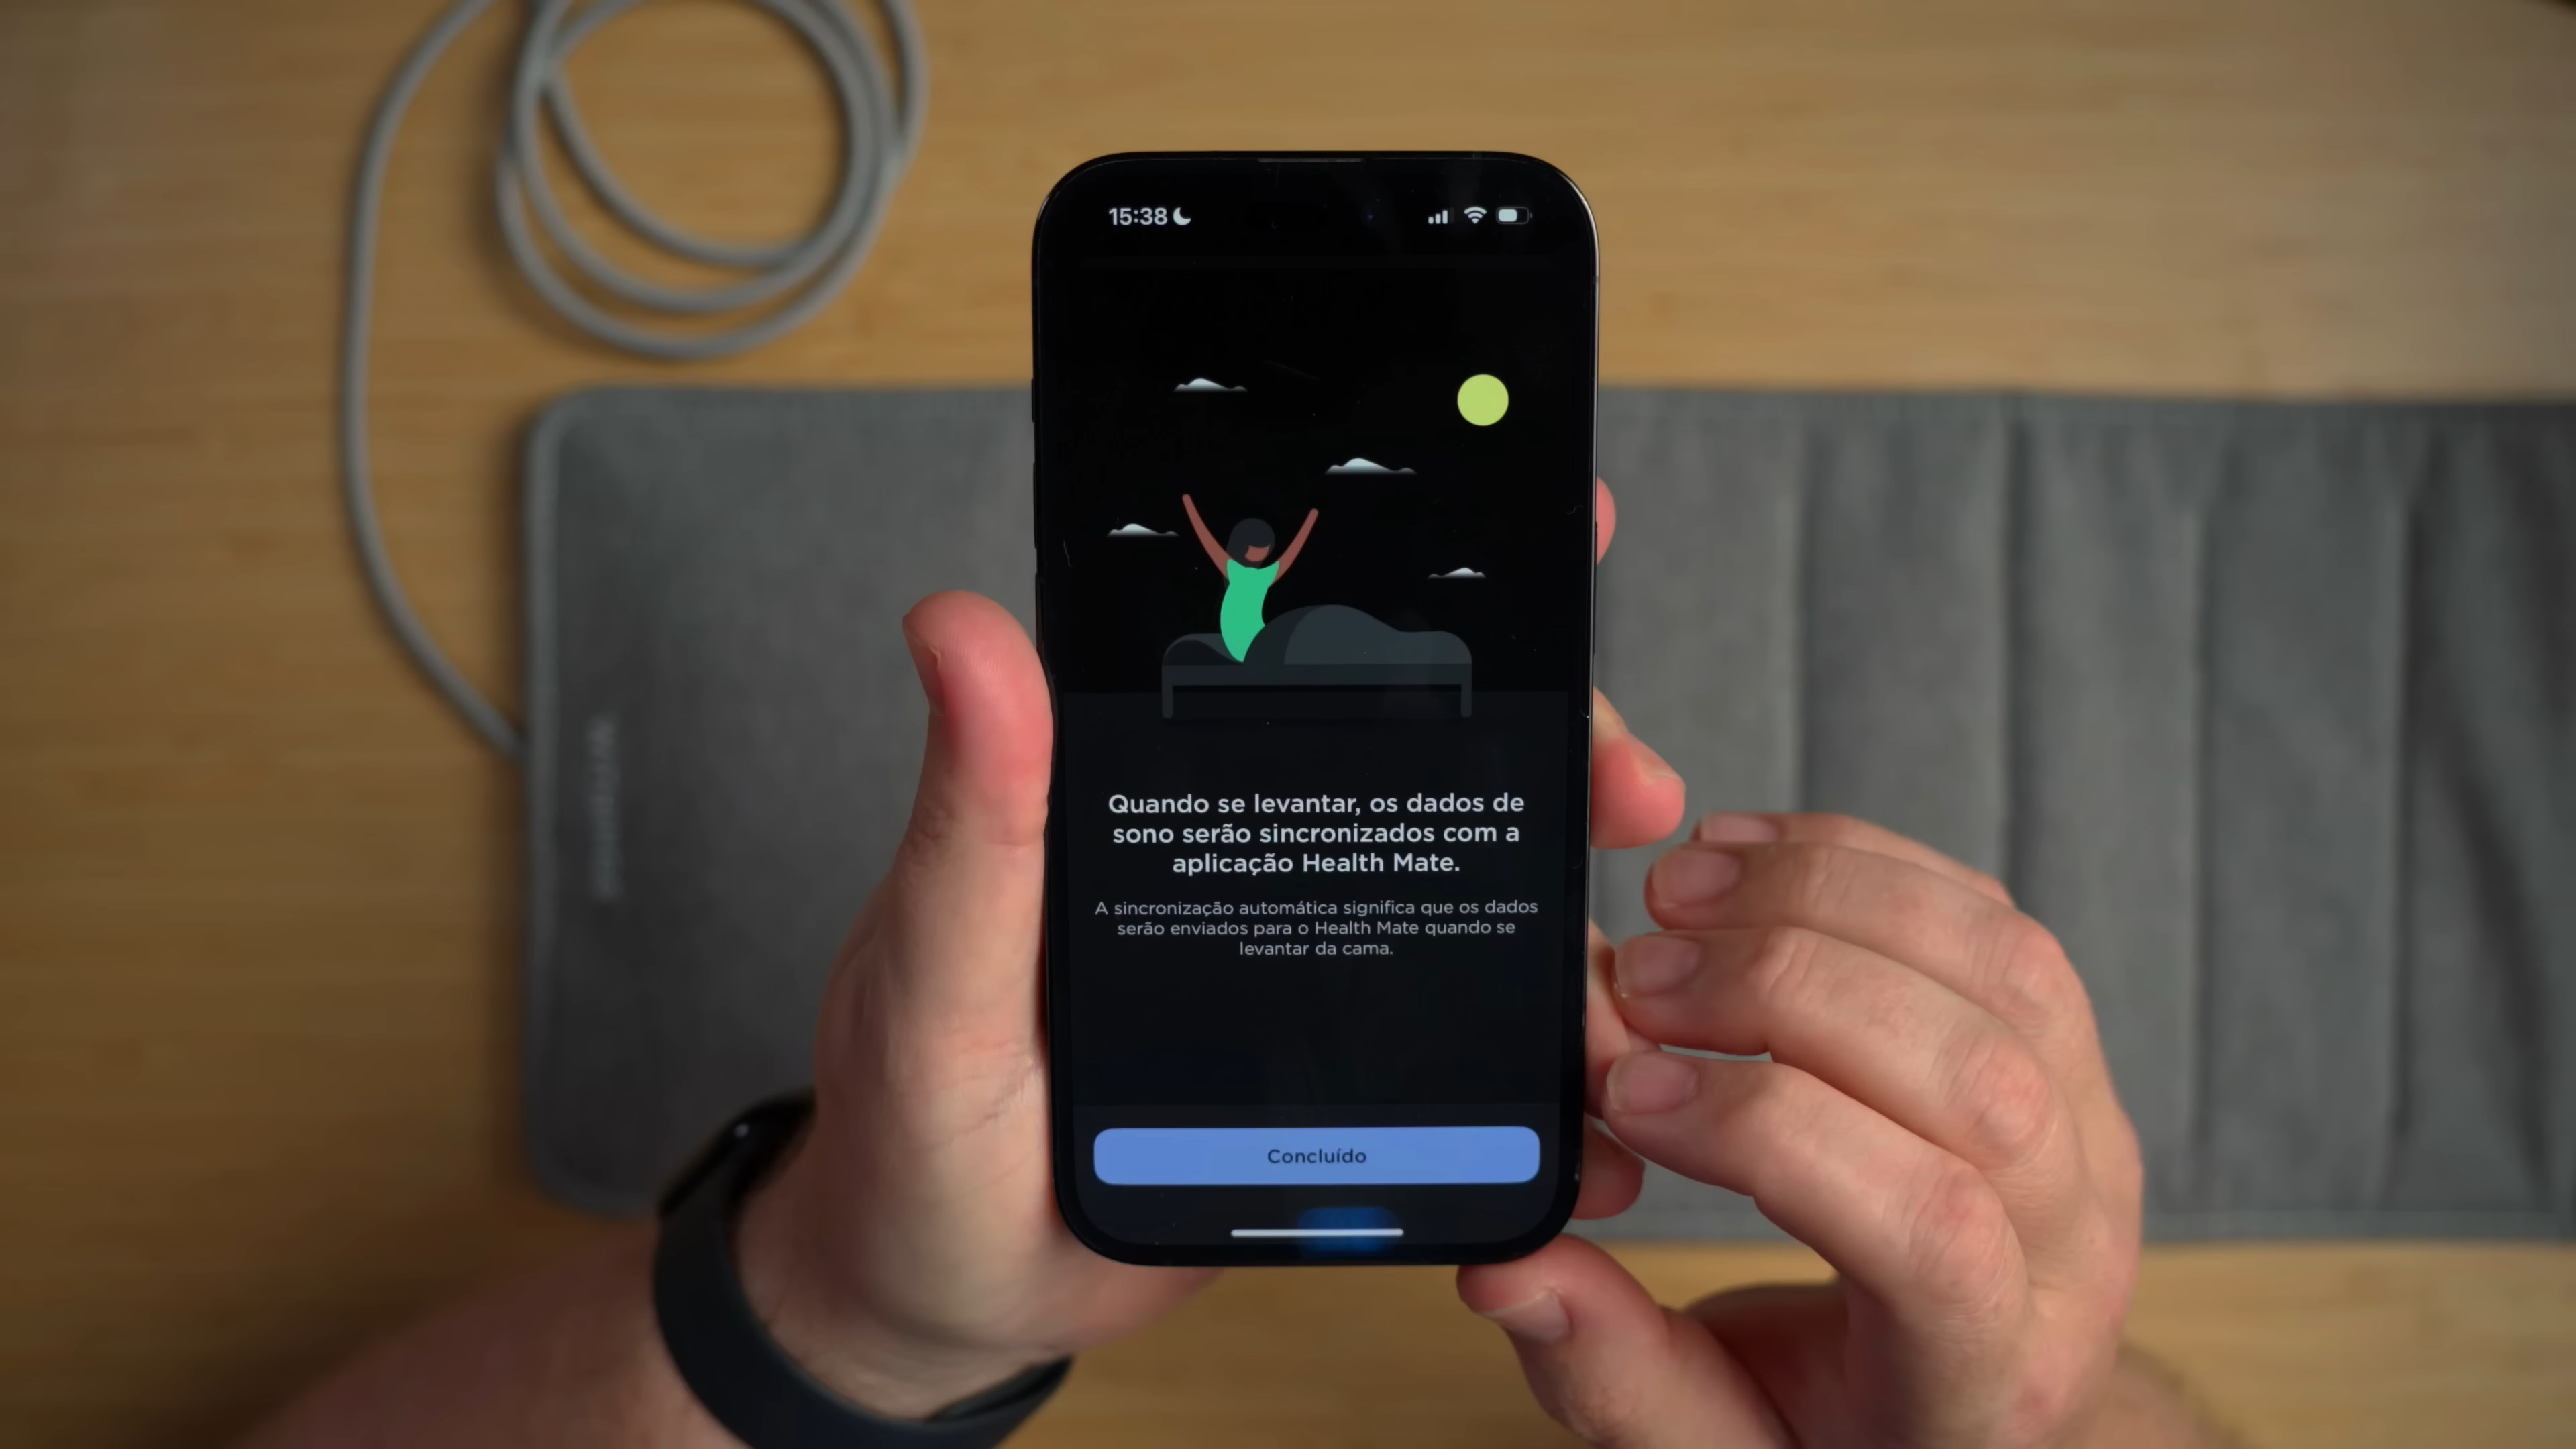 15:38
Quando se levantar, os dados de
sono serão sincronizados com a
aplicação Health Mate.
A sincronização automática significa que os dados
serão enviados para o Health Mate quando se
levantar da cama.
Concluído